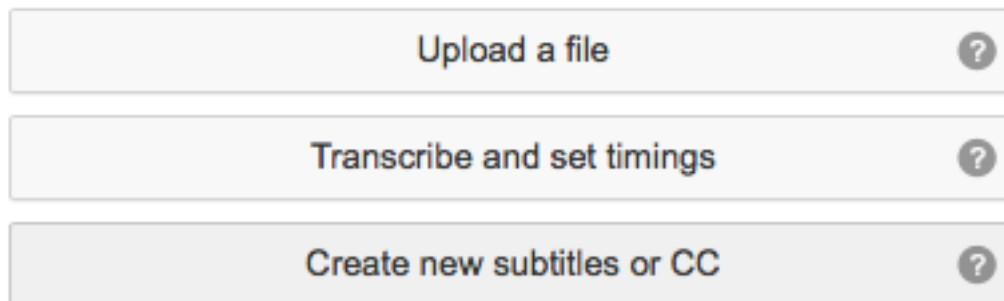 Upload a file ?
Transcribe and set timings ?
Create new subtitles or CC ?